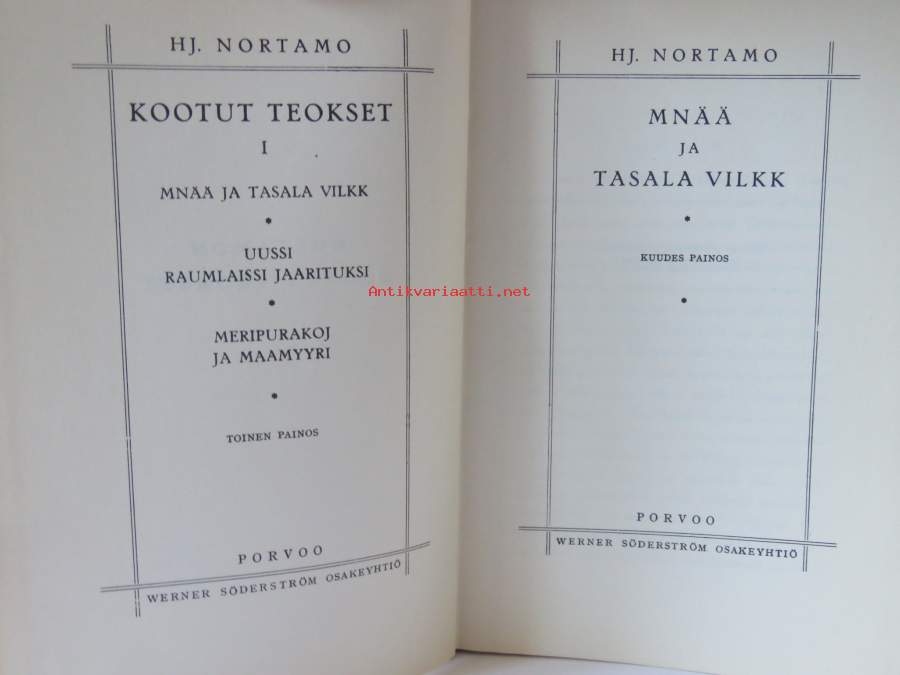 HJ. NORTAMO
KOOTUT TEOKSET
I
MNÄÄ JA TASALA VILKK
*
UUSSI
RAUMLAISSI JAARITUKSI
*
MERIPURAKOJ
JA MAAMYYRI
*
TOINEN PAINOS
PORVOO
WERNER SÖDERSTRÖM OSAKEYHTIÖ
HJ. NORTAMO
MNÄÄ
JA
TASALA VILKK
*
KUUDES PAINOS
*
PORVOO
WERNER SÖDERSTRÖM OSAKEYHTIÖ
Antikvariaatti.net